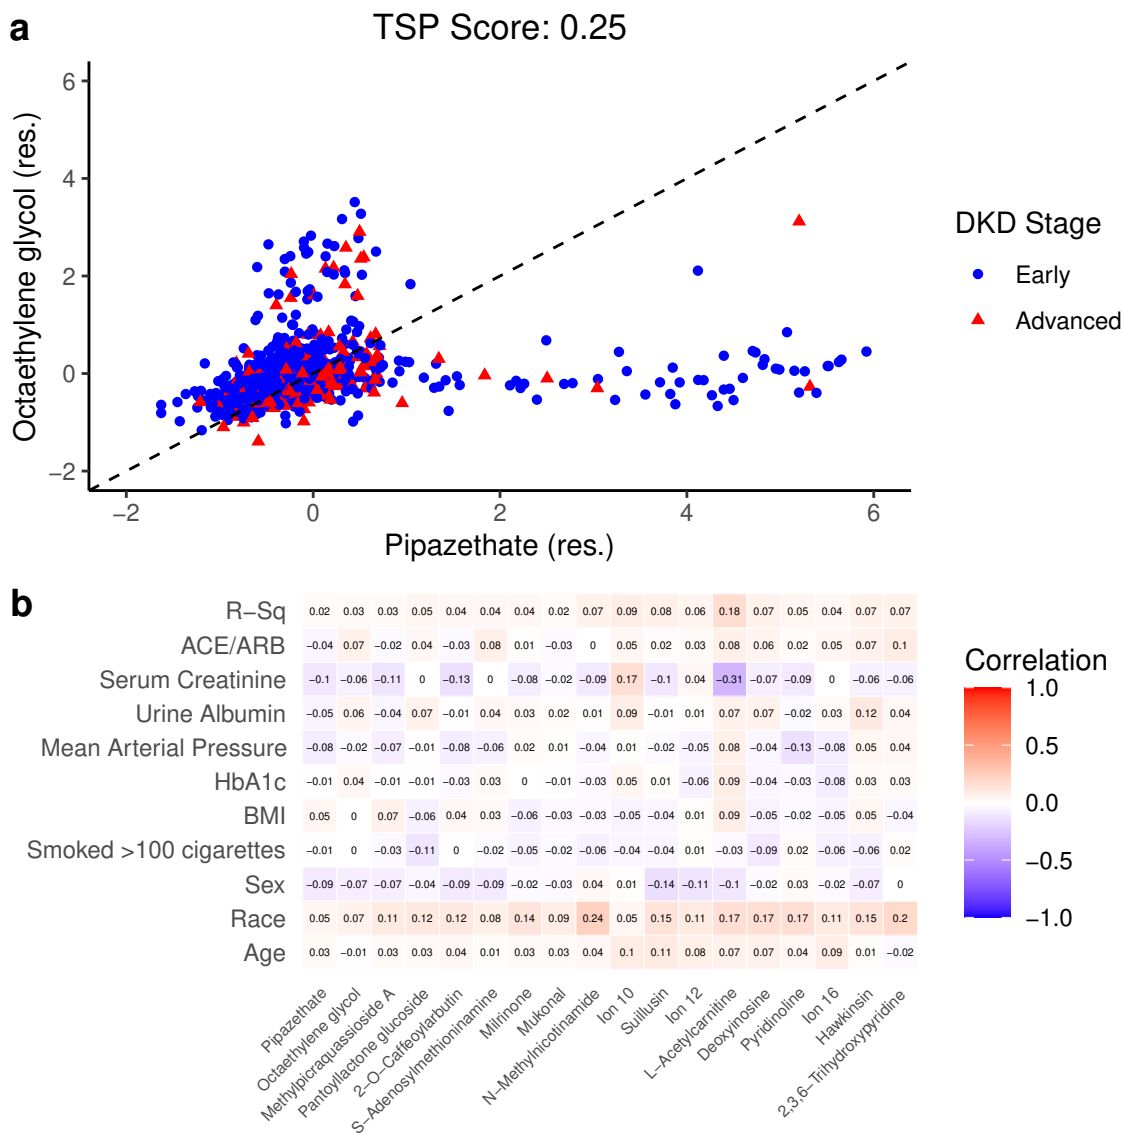 a
TSP Score: 0.25
Octaethylene glycol (res.)
6
4
2
0
−2
−2 0 2 4 6
Pipazethate (res.)
DKD Stage
Early
Advanced
b
R−Sq 0.02 0.03 0.03 0.05 0.04 0.04 0.04 0.02 0.07 0.09 0.08 0.06 0.18 0.07 0.05 0.04 0.07 0.07
ACE/ARB −0.04 0.07 −0.02 0.04 −0.03 0.08 0.01 −0.03 0 0.05 0.02 0.03 0.08 0.06 0.02 0.05 0.07 0.1
Serum Creatinine −0.1 −0.06 −0.11 0 −0.13 0 −0.08 −0.02 −0.09 0.17 −0.1 0.04 −0.31 −0.07 −0.09 0 −0.06 −0.06
Urine Albumin −0.05 0.06 −0.04 0.07 −0.01 0.04 0.03 0.02 0.01 0.09 −0.01 0.01 0.07 0.07 −0.02 0.03 0.12 0.04
Mean Arterial Pressure −0.08 −0.02 −0.07 −0.01 −0.08 −0.06 0.02 0.01 −0.04 0.01 −0.02 −0.05 0.08 −0.04 −0.13 −0.08 0.05 0.04
HbA1c −0.01 0.04 −0.01 −0.01 −0.03 0.03 0 −0.01 −0.03 0.05 0.01 −0.06 0.09 −0.04 −0.03 −0.08 0.03 0.03
BMI 0.05 0 0.07 −0.06 0.04 0.03 −0.06 −0.03 −0.03 −0.05 −0.04 0.01 0.09 −0.05 −0.02 −0.05 0.05 −0.04
Smoked >100 cigarettes −0.01 0 −0.03 −0.11 0 −0.02 −0.05 −0.02 −0.06 −0.04 −0.04 0.01 −0.03 −0.09 0.02 −0.06 −0.06 0.02
Sex −0.09 −0.07 −0.07 −0.04 −0.09 −0.09 −0.02 −0.03 0.04 0.01 −0.14 −0.11 −0.1 −0.02 0.03 −0.02 −0.07 0
Race 0.05 0.07 0.11 0.12 0.12 0.08 0.14 0.09 0.24 0.05 0.15 0.11 0.17 0.17 0.17 0.11 0.15 0.2
Age 0.03 −0.01 0.03 0.03 0.04 0.01 0.03 0.03 0.04 0.1 0.11 0.08 0.07 0.07 0.04 0.09 0.01 −0.02
Pipazethate
Octaethylene glycol
Methylpicraquassioside A
Pantoyllactone glucoside
2−O−Caffeoylarbutin
S−Adenosylmethioninamine
Milrinone
Mukonal
N−Methylnicotinamide
Ion 10
Suillusin
Ion 12
L−Acetylcarnitine
Deoxyinosine
Pyridinoline
Ion 16
Hawkinsin
2,3,6−Trihydroxypyridine
Correlation
1.0
0.5
0.0
−0.5
−1.0